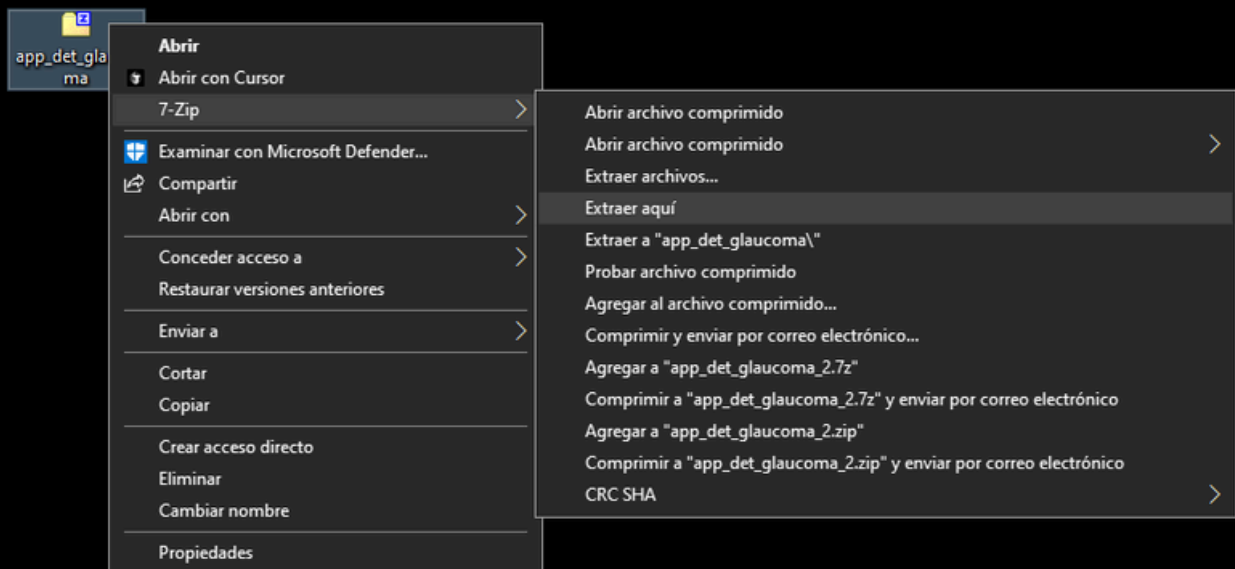 app_det_gla
ma
Abrir
Abrir con Cursor
7-Zip
Examinar con Microsoft Defender...
Compartir
Abrir con
Conceder acceso a
Restaurar versiones anteriores
Enviar a
Cortar
Copiar
Crear acceso directo
Eliminar
Cambiar nombre
Propiedades
Abrir archivo comprimido
Abrir archivo comprimido
Extraer archivos...
Extraer aquí
Extraer a "app_det_glaucoma\"
Probar archivo comprimido
Agregar al archivo comprimido...
Comprimir y enviar por correo electrónico...
Agregar a "app_det_glaucoma_2.7z"
Comprimir a "app_det_glaucoma_2.7z" y enviar por correo electrónico
Agregar a "app_det_glaucoma_2.zip"
Comprimir a "app_det_glaucoma_2.zip" y enviar por correo electrónico
CRC SHA